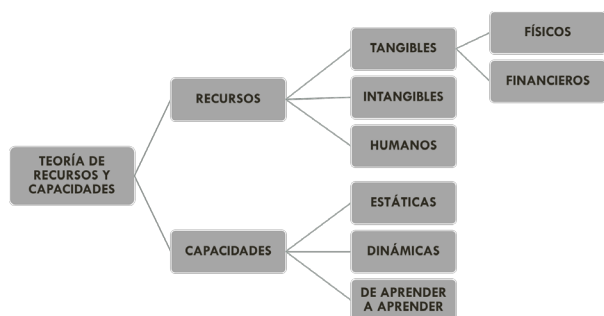 TEORÍA DE
RECURSOS Y
CAPACIDADES
RECURSOS
TANGIBLES
FÍSICOS
FINANCIEROS
INTANGIBLES
HUMANOS
CAPACIDADES
ESTÁTICAS
DINÁMICAS
DE APRENDER
A APRENDER